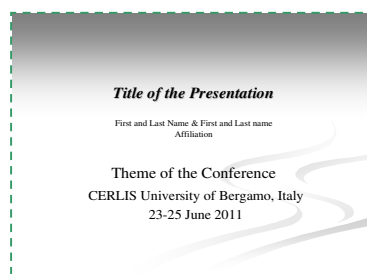 Title of the Presentation
First and Last Name & First and Last name
Affiliation
Theme of the Conference
CERLIS University of Bergamo, Italy
23-25 June 2011